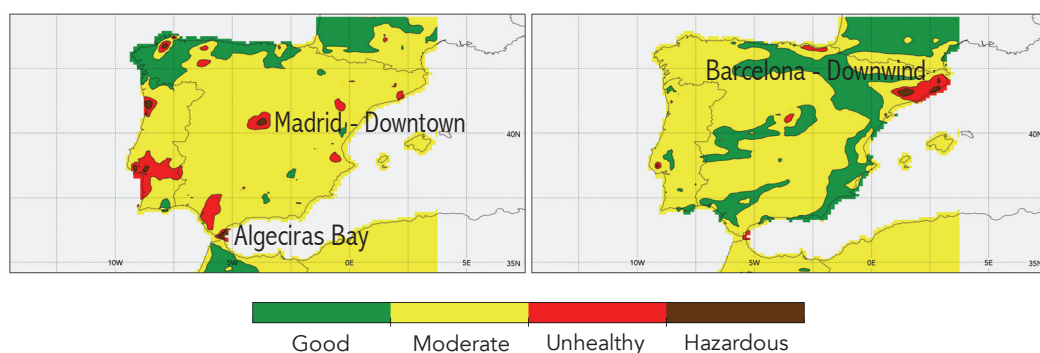 Madrid - Downtown
Algeciras Bay
40N
10W 5W 0E 35N
Barcelona - Downwind
40N
10W 5W 0E 5E 35N
Good Moderate Unhealthy Hazardous